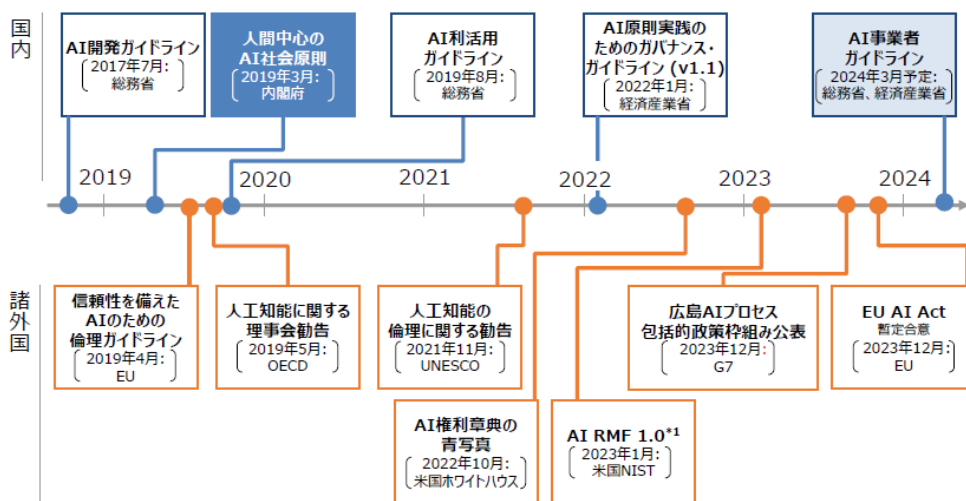 国内
AI開発ガイドライン
2017年7月:
総務省
人間中心の
AI社会原則
2019年3月:
内閣府
AI利活用
ガイドライン
2019年8月:
総務省
AI原則実践の
ためのガバナンス・
ガイドライン (v1.1)
2022年1月:
経済産業省
AI事業者
ガイドライン
2024年3月予定:
総務省、経済産業省
2019
2020
2021
2022
2023
2024
諸外国
信頼性を備えた
AIのための
倫理ガイドライン
2019年4月:
EU
人工知能に関する
理事会勧告
2019年5月:
OECD
人工知能の
倫理に関する勧告
2021年11月:
UNESCO
広島AIプロセス
包括的政策枠組み公表
2023年12月:
G7
EU AI Act
暫定合意
2023年12月:
EU
AI権利章典の
青写真
2022年10月:
米国ホワイトハウス
AI RMF 1.0*1
2023年1月:
米国NIST